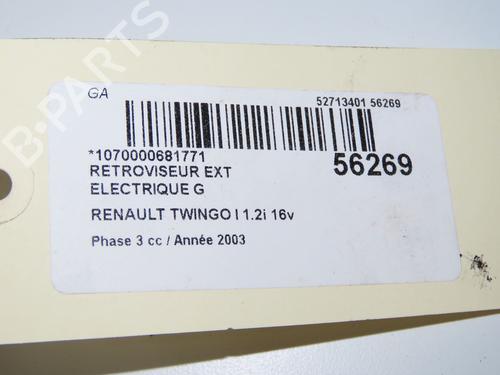 GA
52713401 56269
*1070000681771
RETROVISEUR EXT
ELECTRIQUE G
56269
RENAULT TWINGO I 1.2i 16v
Phase 3 cc / Année 2003
B-PARTS